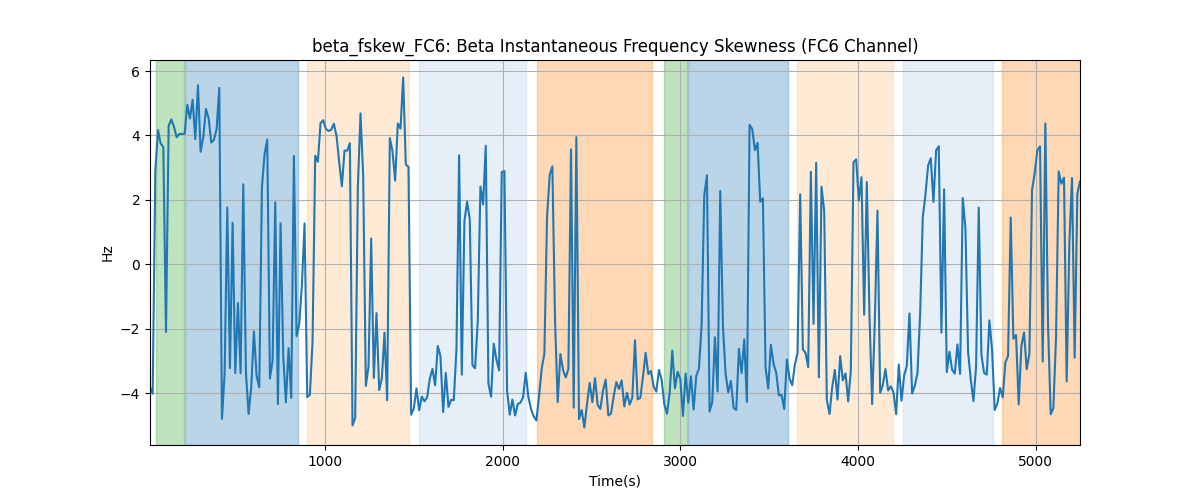 beta_fskew_FC6: Beta Instantaneous Frequency Skewness (FC6 Channel)
6
4
2
0
−2
−4
Hz
1000 2000 3000 4000 5000
Time(s)